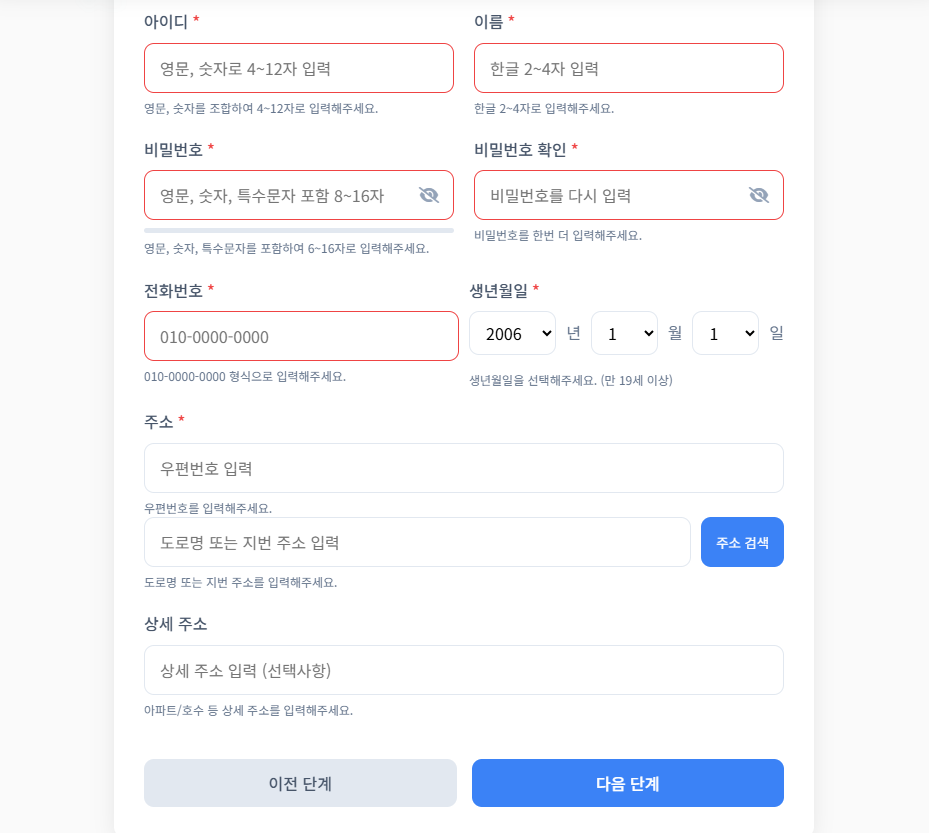 아이디 *
이름 *
영문, 숫자로 4~12자 입력
한글 2~4자 입력
영문, 숫자를 조합하여 4~12자로 입력해주세요.
한글 2~4자로 입력해주세요.
비밀번호 *
비밀번호 확인 *
영문, 숫자, 특수문자 포함 8~16자
비밀번호를 다시 입력
영문, 숫자, 특수문자를 포함하여 6~16자로 입력해주세요.
비밀번호를 한번 더 입력해주세요.
전화번호 *
생년월일 *
010-0000-0000
2006 년 1 월 1 일
010-0000-0000 형식으로 입력해주세요.
생년월일을 선택해주세요. (만 19세 이상)
주소 *
우편번호 입력
우편번호를 입력해주세요.
도로명 또는 지번 주소 입력
주소 검색
도로명 또는 지번 주소를 입력해주세요.
상세 주소
상세 주소 입력 (선택사항)
아파트/호수 등 상세 주소를 입력해주세요.
이전 단계
다음 단계